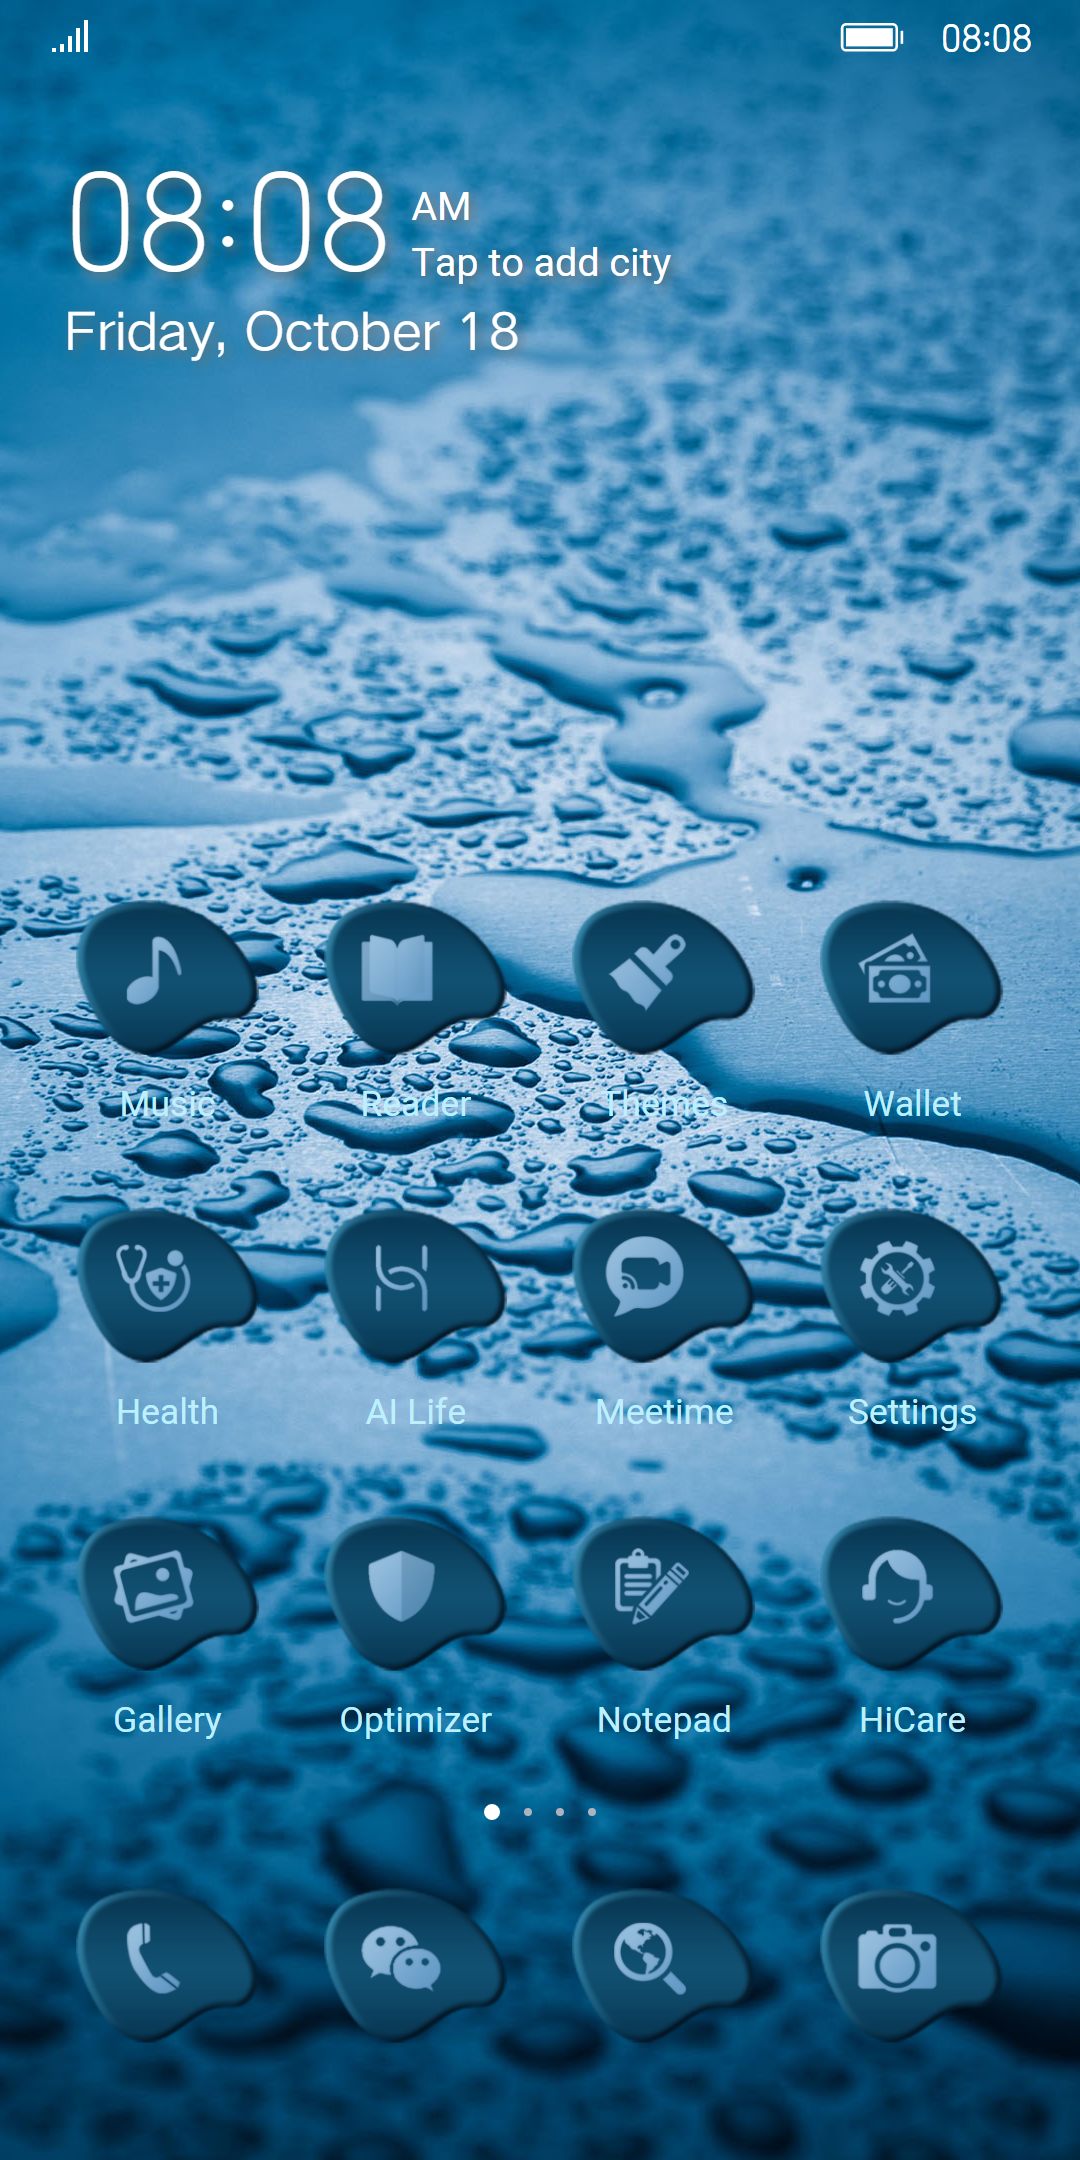 08:08
08:08 AM
Tap to add city
Friday, October 18
Music Reader Themes Wallet
Health AI Life Meetime Settings
Gallery Optimizer Notepad HiCare